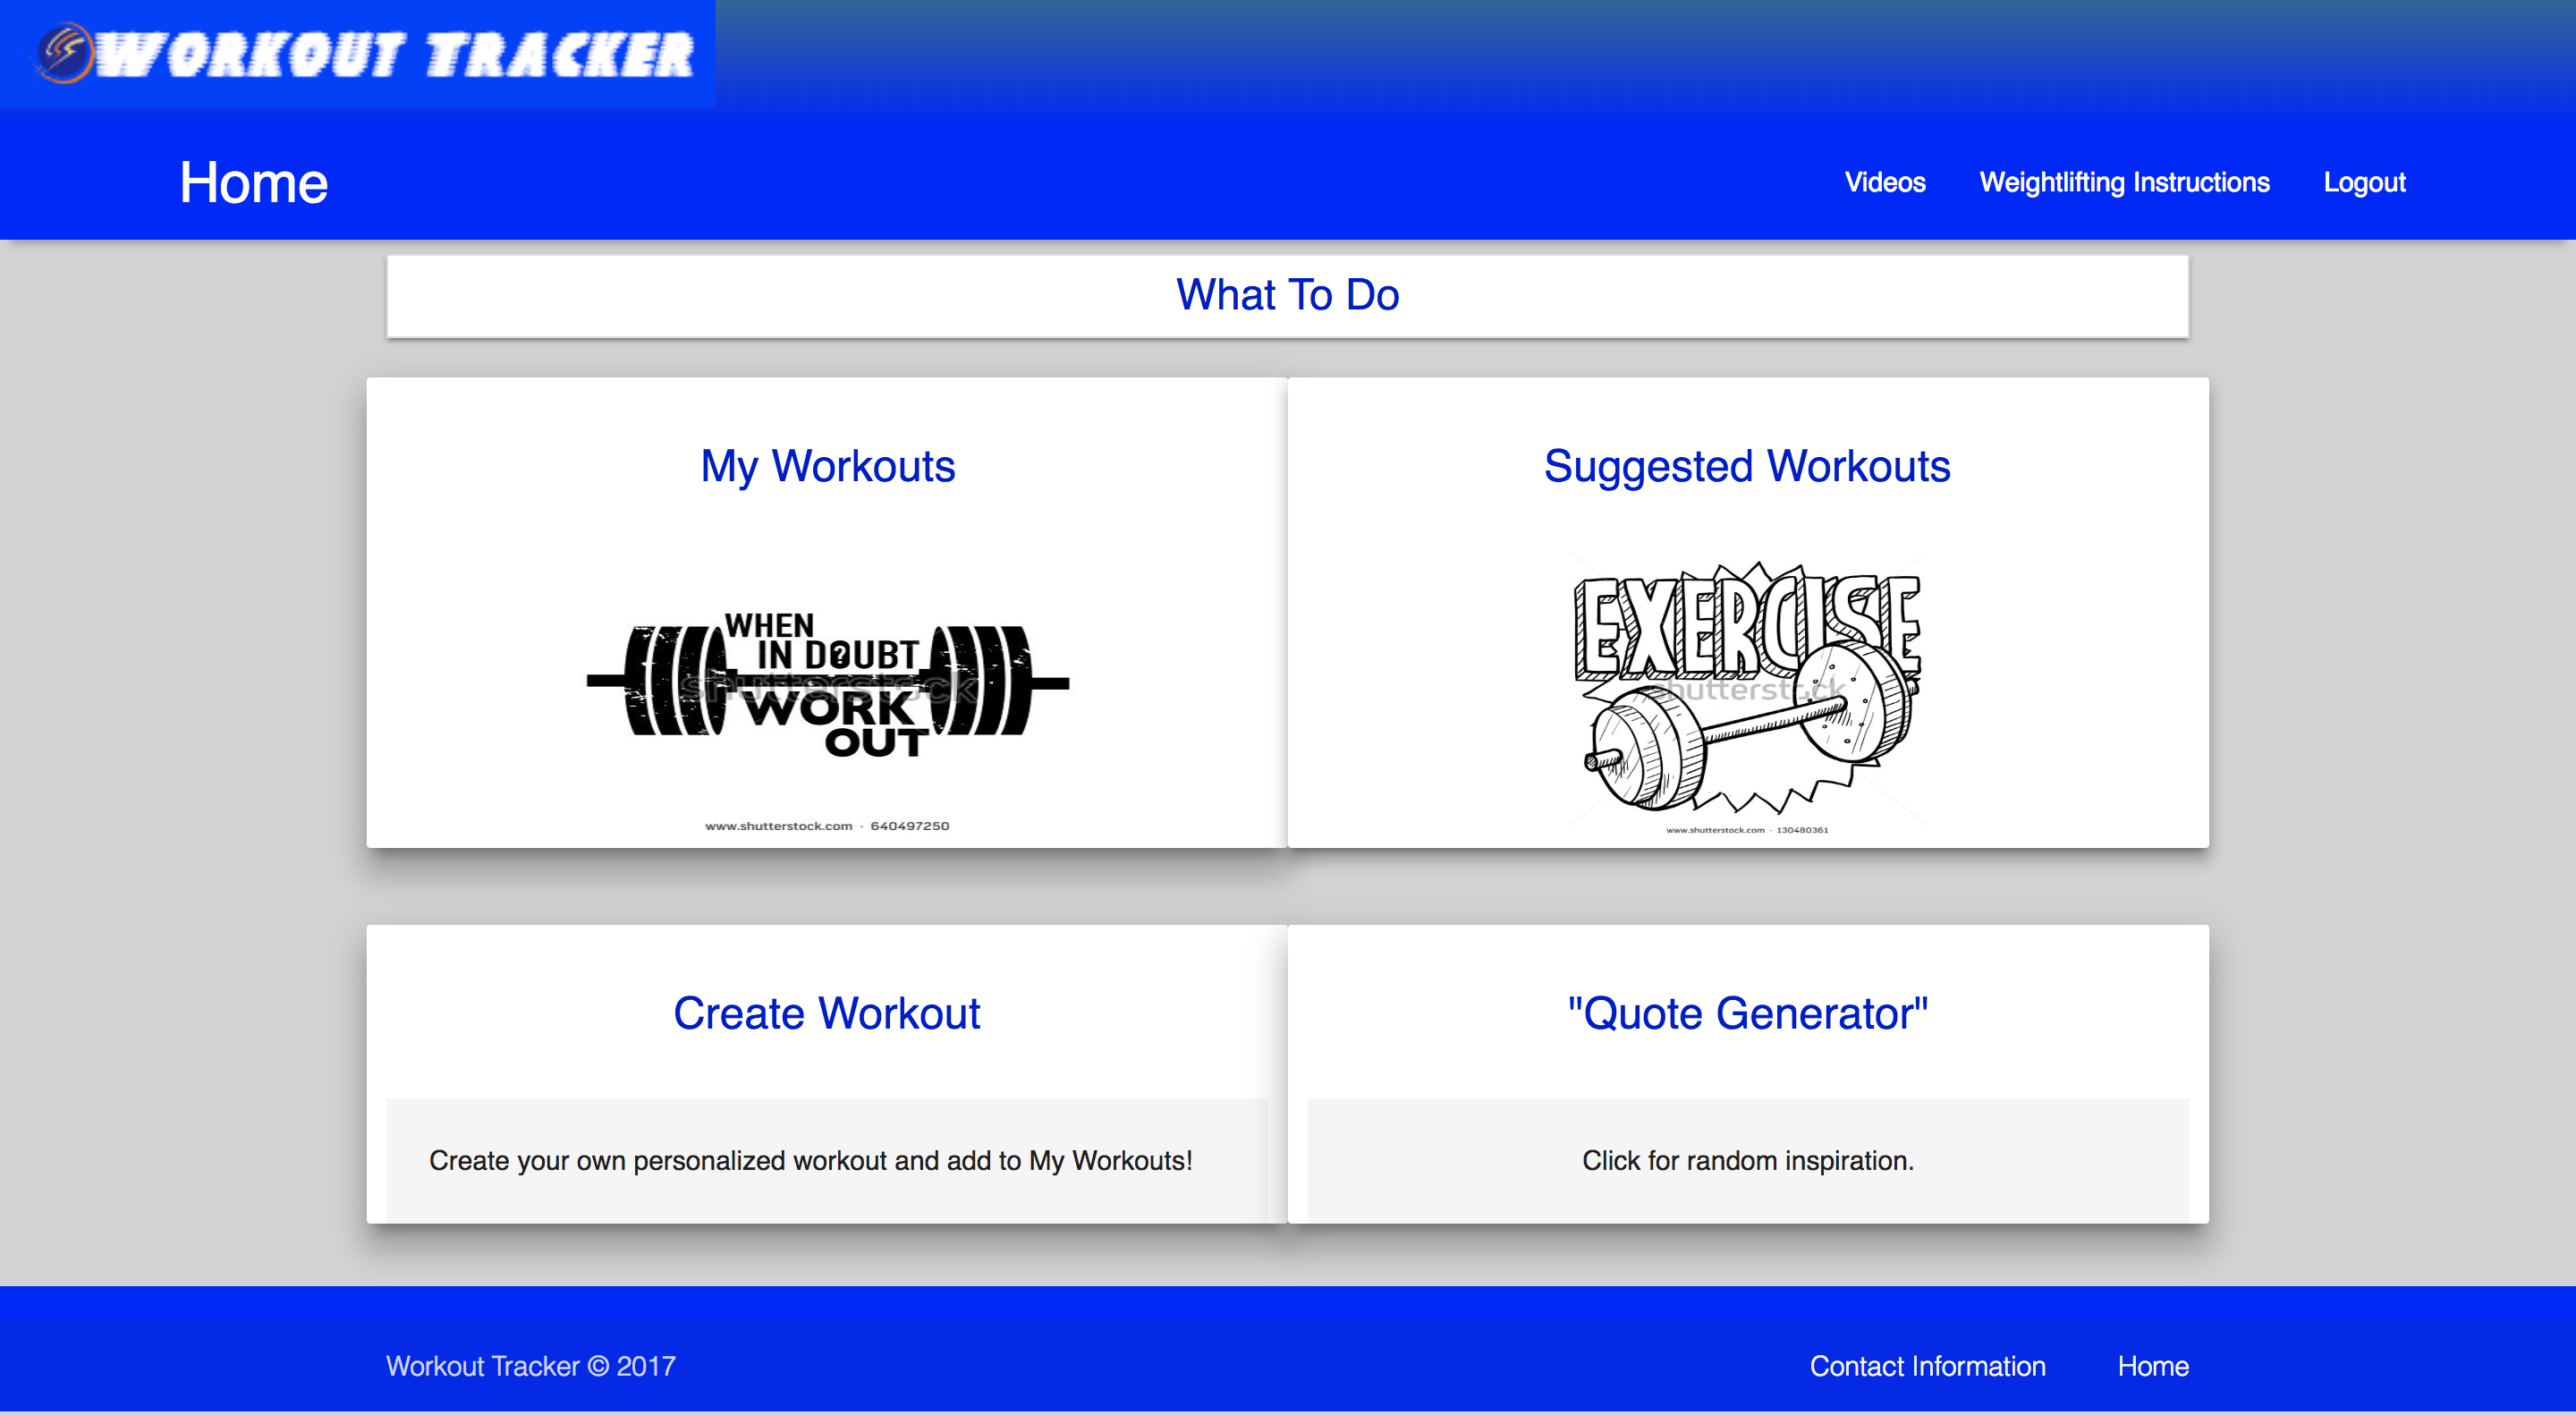 WORKOUT TRACKER
Home
Videos
Weightlifting Instructions
Logout
What To Do
My Workouts
Suggested Workouts
WHEN
IN DOUBT
shutterstock
WORK
OUT
www.shutterstock.com · 640497250
EXERCISE
shutterstock
www.shutterstock.com · 130480361
Create Workout
"Quote Generator"
Create your own personalized workout and add to My Workouts!
Click for random inspiration.
Workout Tracker © 2017
Contact Information
Home